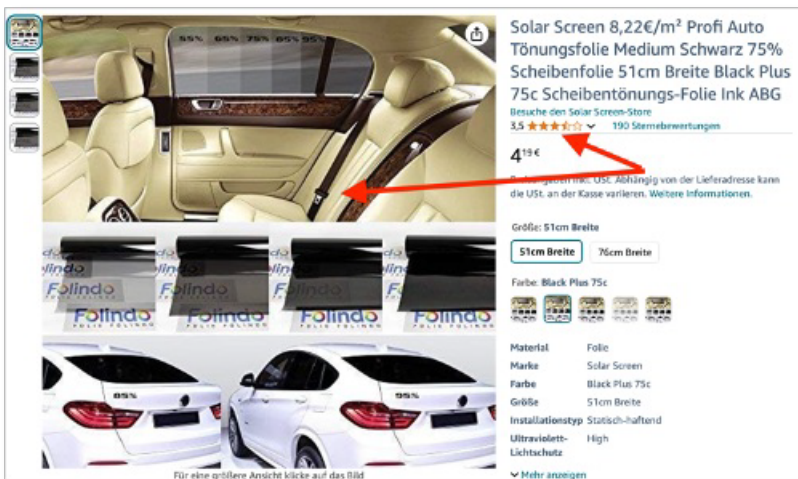 Solar Screen 8,22€/m² Profi Auto
Tönungsfolie Medium Schwarz 75%
Scheibenfolie 51cm Breite Black Plus
75c Scheibentönungs-Folie Ink ABG
Besuche den Solar Screen-Store
3,5
190 Sternebewertungen
4 19 €
inkl. USt. Abhängig von der Lieferadresse kann
die USt. an der Kasse variieren. Weitere Informationen.
Größe: 51cm Breite
51cm Breite
76cm Breite
Farbe: Black Plus 75c
Material Folie
Marke Solar Screen
Farbe Black Plus 75c
Größe 51cm Breite
Installationstyp Statisch-haftend
Ultraviolett- High
Lichtschutz
Mehr anzeigen
55% 65% 75% 85% 95%
Folindo Folindo Folindo Folindo
Folindo Folindo Folindo Folindo
FOLIE FOLINDO
85%
95%
Für eine größere Ansicht klicke auf das Bild